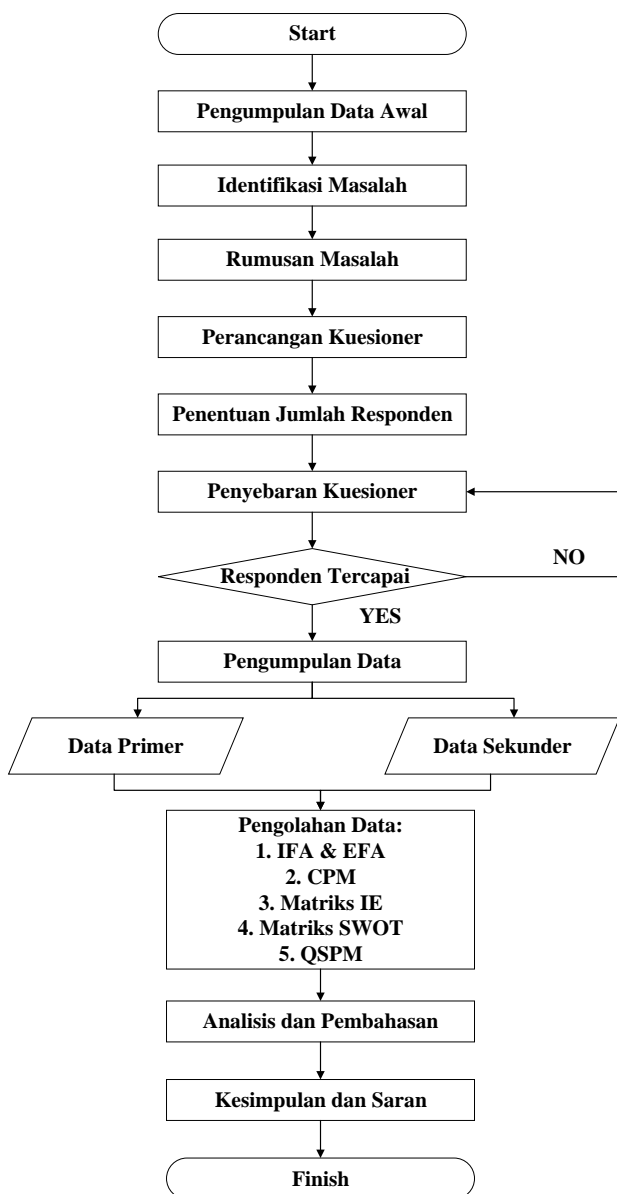 Start
Pengumpulan Data Awal
Identifikasi Masalah
Rumusan Masalah
Perancangan Kuesioner
Penentuan Jumlah Responden
Penyebaran Kuesioner
Responden Tercapai
NO
YES
Pengumpulan Data
Data Primer
Data Sekunder
Pengolahan Data:
1. IFA & EFA
2. CPM
3. Matriks IE
4. Matriks SWOT
5. QSPM
Analisis dan Pembahasan
Kesimpulan dan Saran
Finish